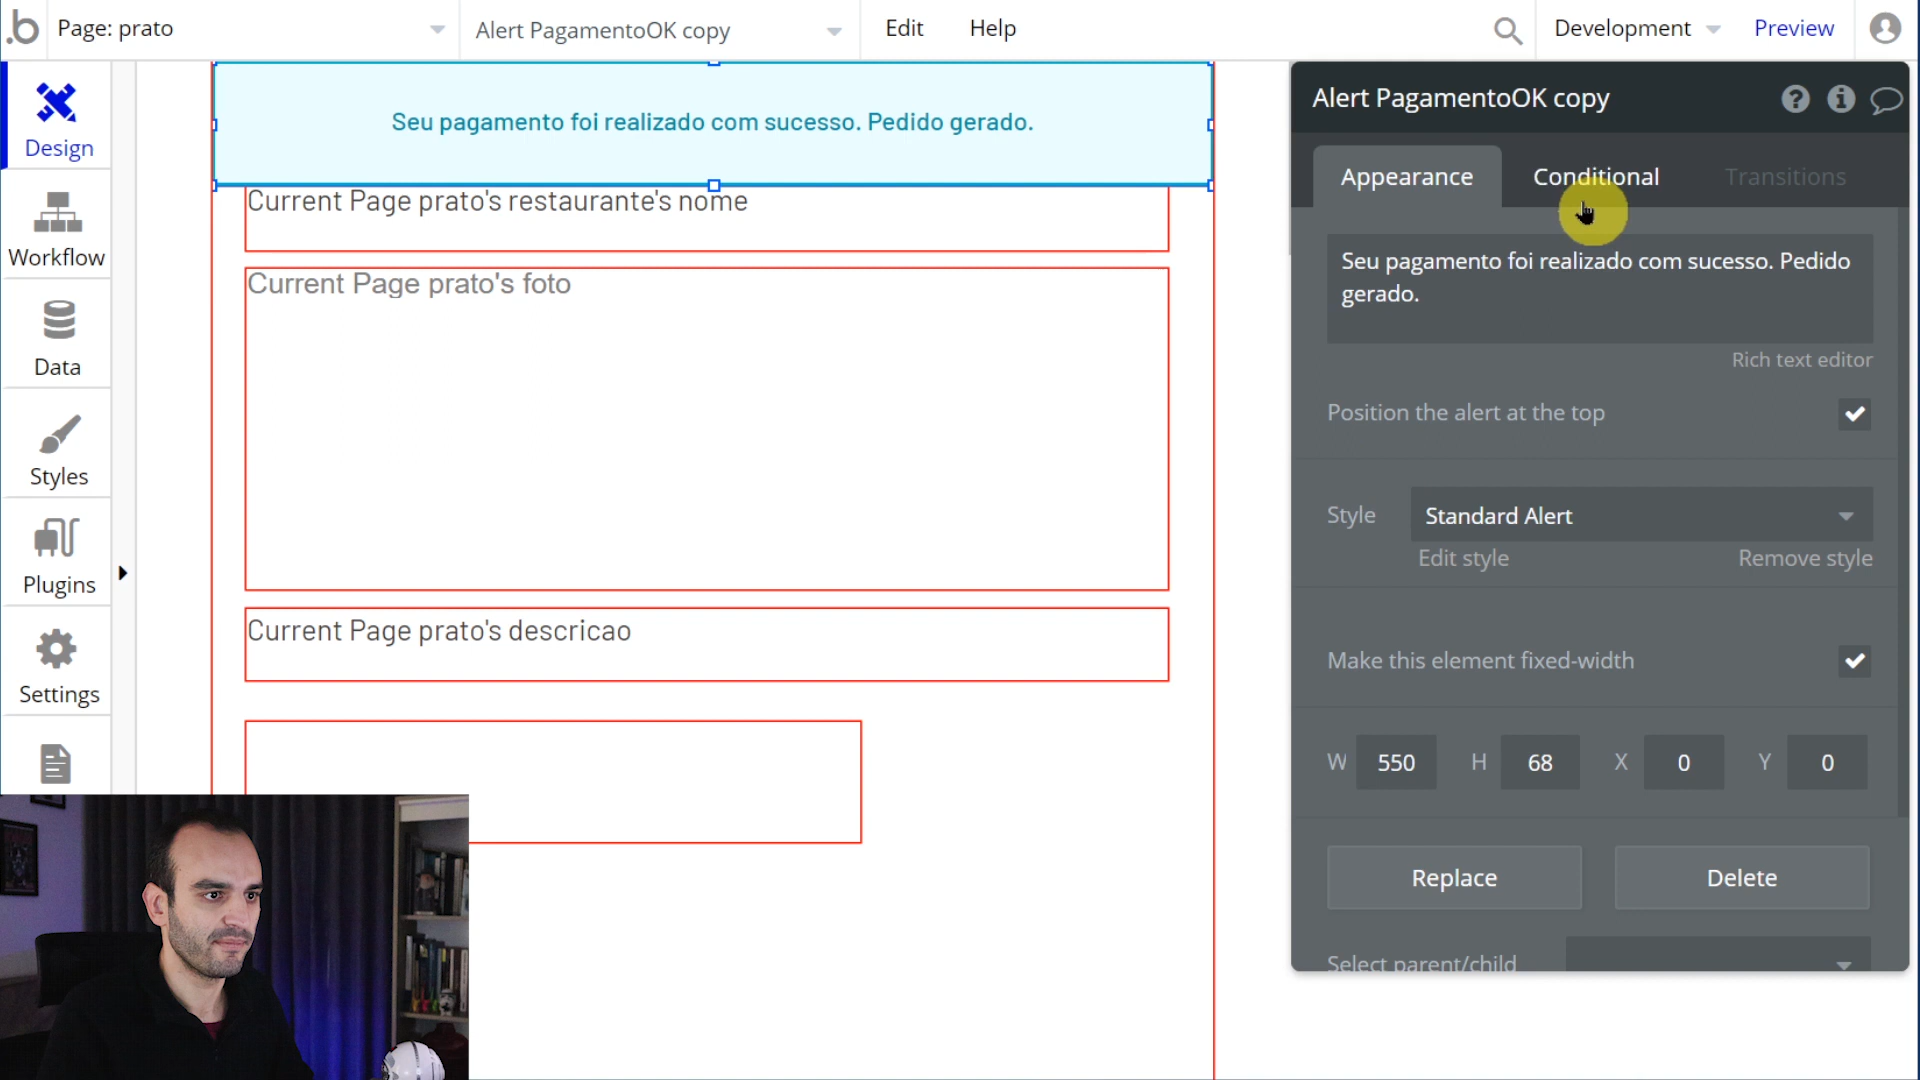 .b
Page: prato
Alert PagamentoOK copy
Edit
Help
Development
Preview
Design
Workflow
Data
Styles
Plugins
Settings
Seu pagamento foi realizado com sucesso. Pedido gerado.
Current Page prato's restaurante's nome
Current Page prato's foto
Current Page prato's descricao
Alert PagamentoOK copy
Appearance
Conditional
Transitions
Seu pagamento foi realizado com sucesso. Pedido
gerado.
Rich text editor
Position the alert at the top
Style
Standard Alert
Edit style
Remove style
Make this element fixed-width
W 550 H 68 X 0 Y 0
Replace
Delete
Select parent/child